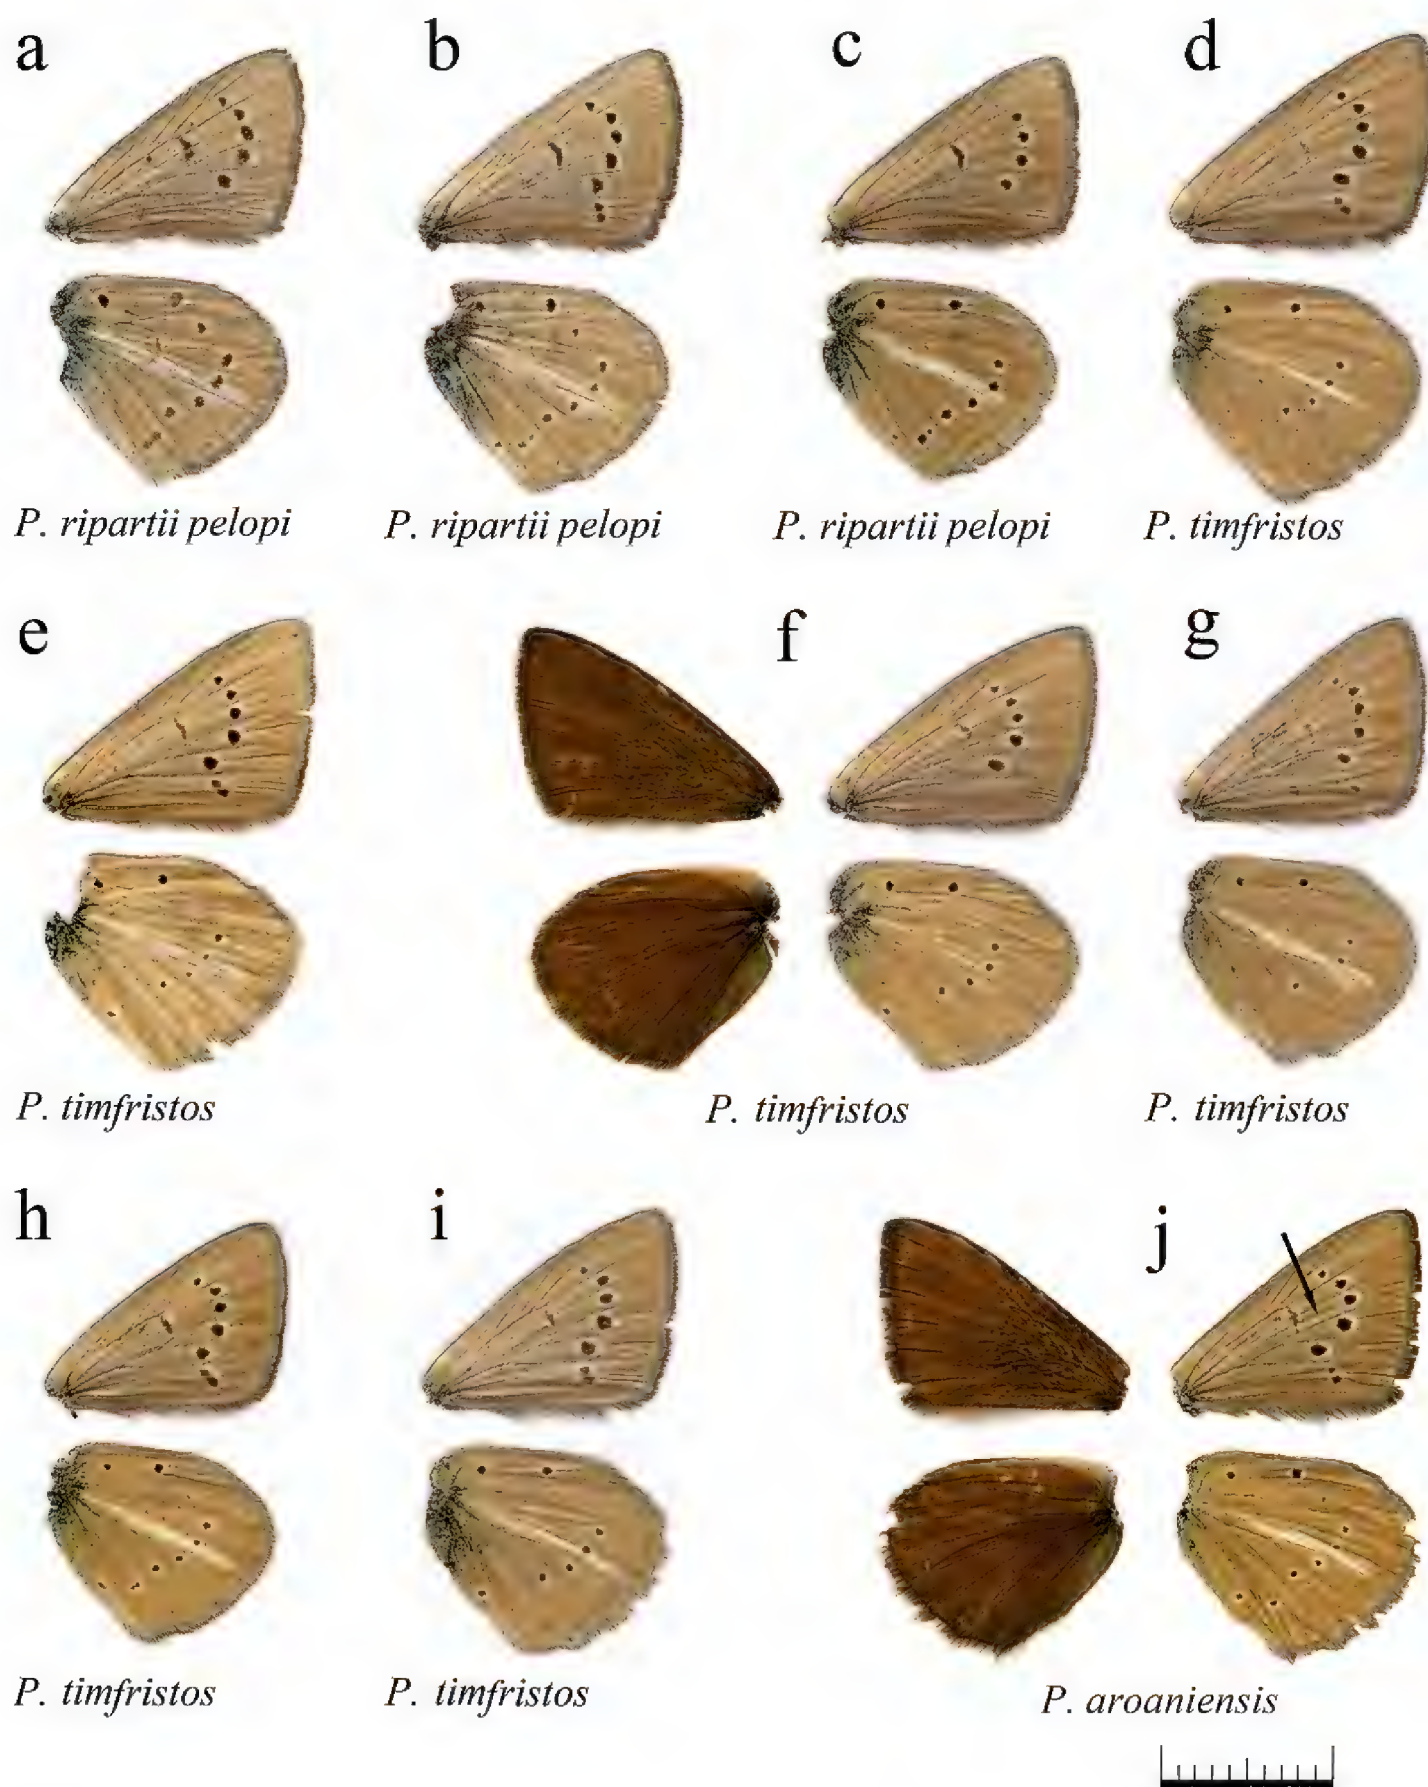 a b c d
P. ripartii pelopi P. ripartii pelopi P. ripartii pelopi P. timfristos
e f g
P. timfristos P. timfristos P. timfristos
h i j
P. timfristos P. timfristos P. aroaniensis